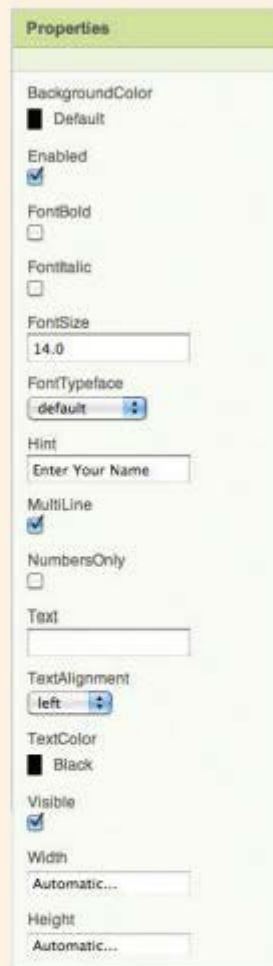 Properties
BackgroundColor
Default
Enabled
FontBold
FontItalic
FontSize
14.0
FontTypeface
default
Hint
Enter Your Name
MultiLine
NumbersOnly
Text
TextAlignment
left
TextColor
Black
Visible
Width
Automatic...
Height
Automatic...